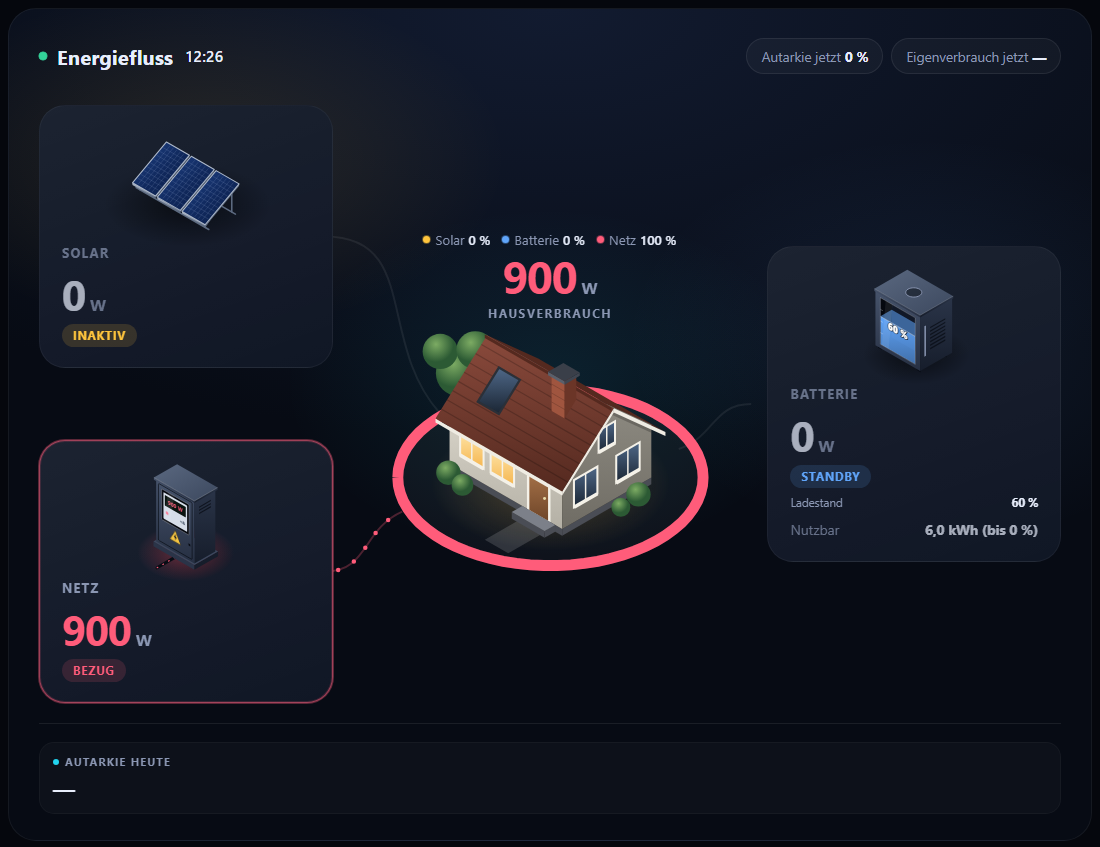 Energiefluss 12:26
Autarkie jetzt 0 %
Eigenverbrauch jetzt —
SOLAR
0 W
INAKTIV
Solar 0 % Batterie 0 % Netz 100 %
900 W
HAUSVERBRAUCH
60 %
BATTERIE
0 W
STANDBY
Ladestand 60 %
Nutzbar 6,0 kWh (bis 0 %)
NETZ
900 W
BEZUG
AUTARKIE HEUTE
—